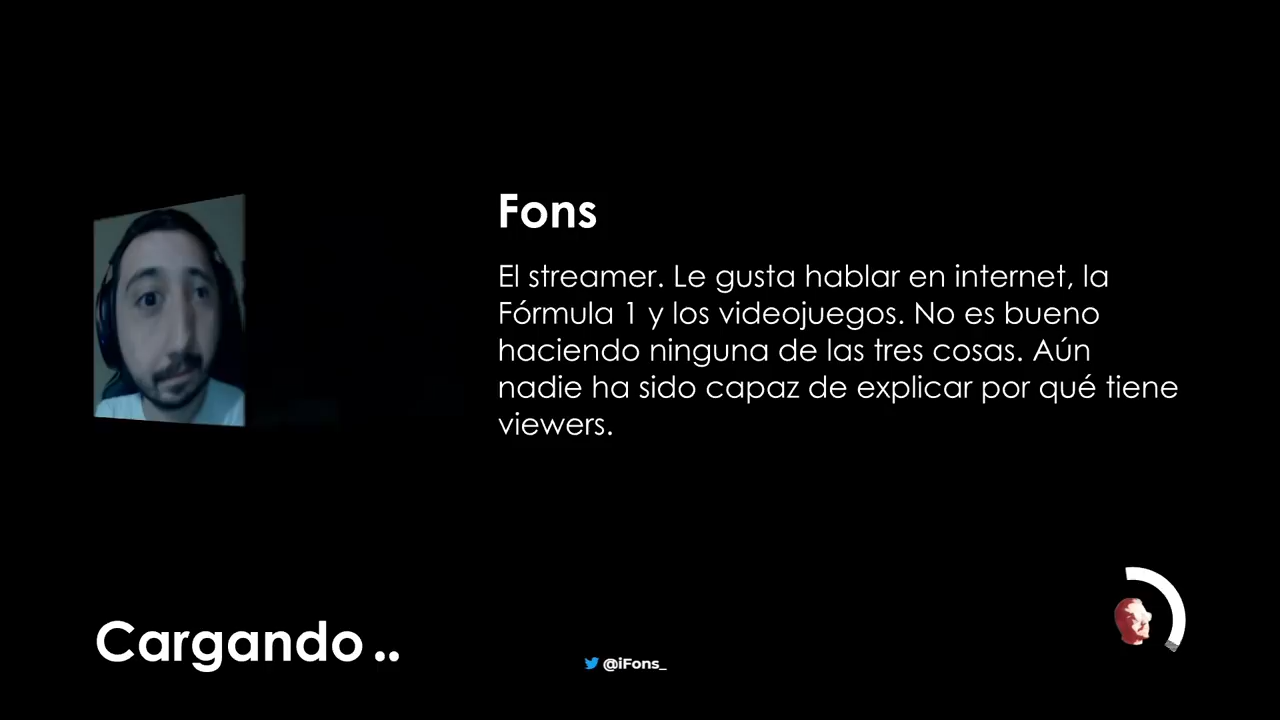 Fons
El streamer. Le gusta hablar en internet, la
Fórmula 1 y los videojuegos. No es bueno
haciendo ninguna de las tres cosas. Aún
nadie ha sido capaz de explicar por qué tiene
viewers.
Cargando ..
@iFons_